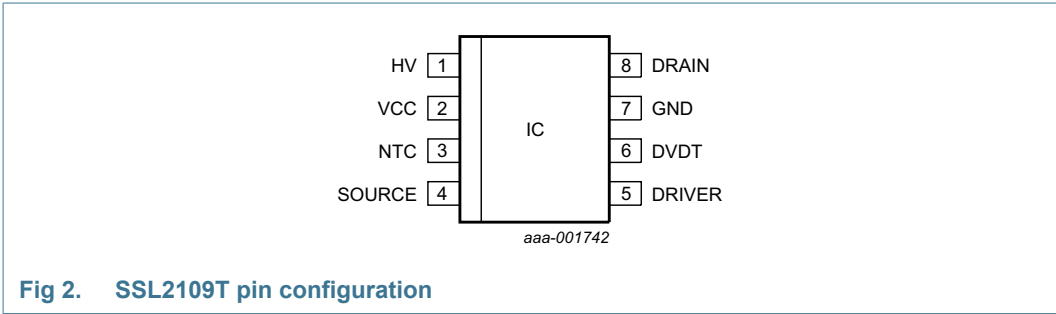 HV 1 8 DRAIN
VCC 2 7 GND
IC
NTC 3 6 DVDT
SOURCE 4 5 DRIVER
aaa-001742
Fig 2. SSL2109T pin configuration